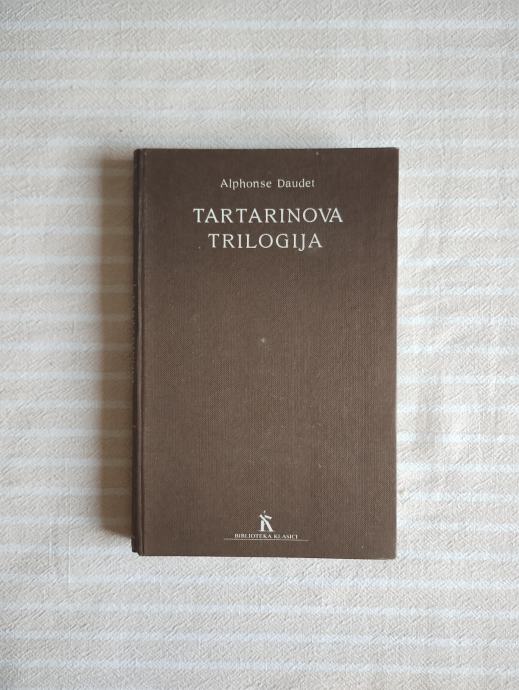 Alphonse Daudet
TARTARINOVA
TRILOGIJA
BIBLIOTEKA KLASICI